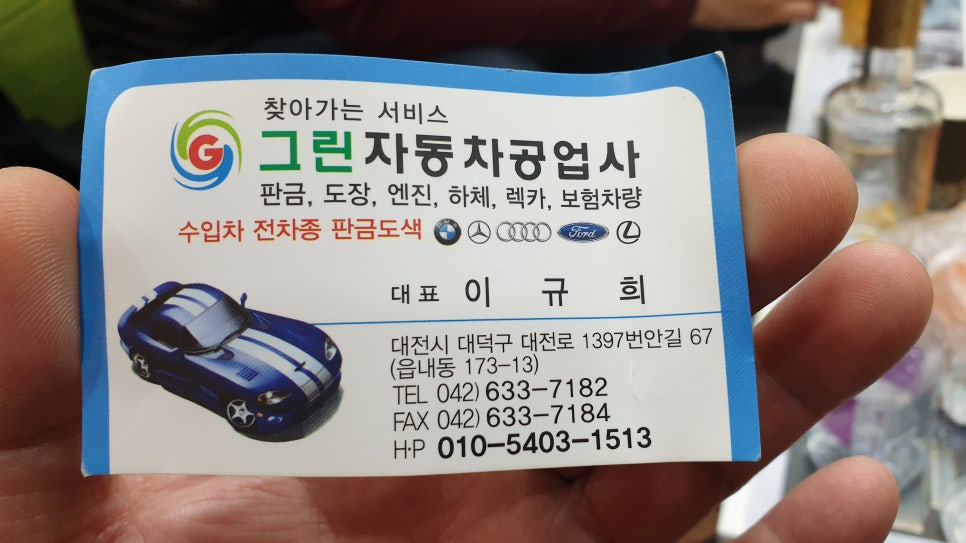 찾아가는 서비스
G 그린자동차공업사
판금, 도장, 엔진, 하체, 렉카, 보험차량
수입차 전차종 판금도색 Ford
대표 이규희
대전시 대덕구 대전로 1397번안길 67
(읍내동 173-13)
TEL 042) 633-7182
FAX 042) 633-7184
H·P 010-5403-1513